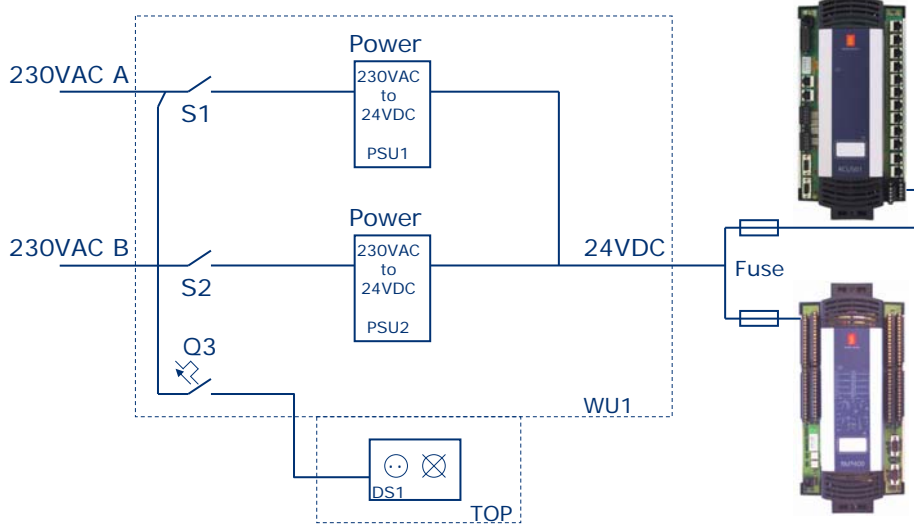 Power
230VAC A
230VAC
to
24VDC
S1
PSU1
Power
230VAC B
230VAC
to
24VDC
24VDC
Fuse
S2
PSU2
Q3
WU1
DS1
TOP